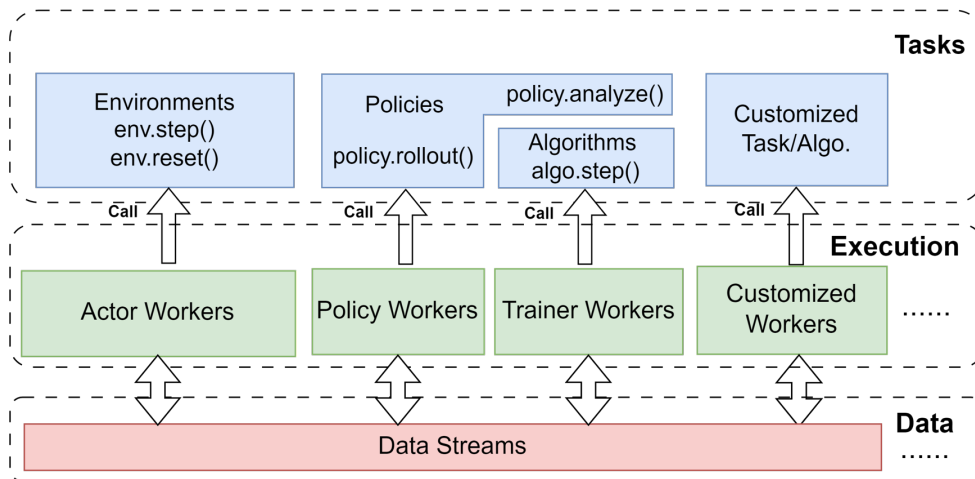 Tasks
Environments
env.step()
env.reset()
Policies
policy.analyze()
policy.rollout()
Algorithms
algo.step()
Customized
Task/Algo.
Call
Call
Call
Call
Execution
Actor Workers
Policy Workers
Trainer Workers
Customized
Workers
......
Data
Data Streams
......